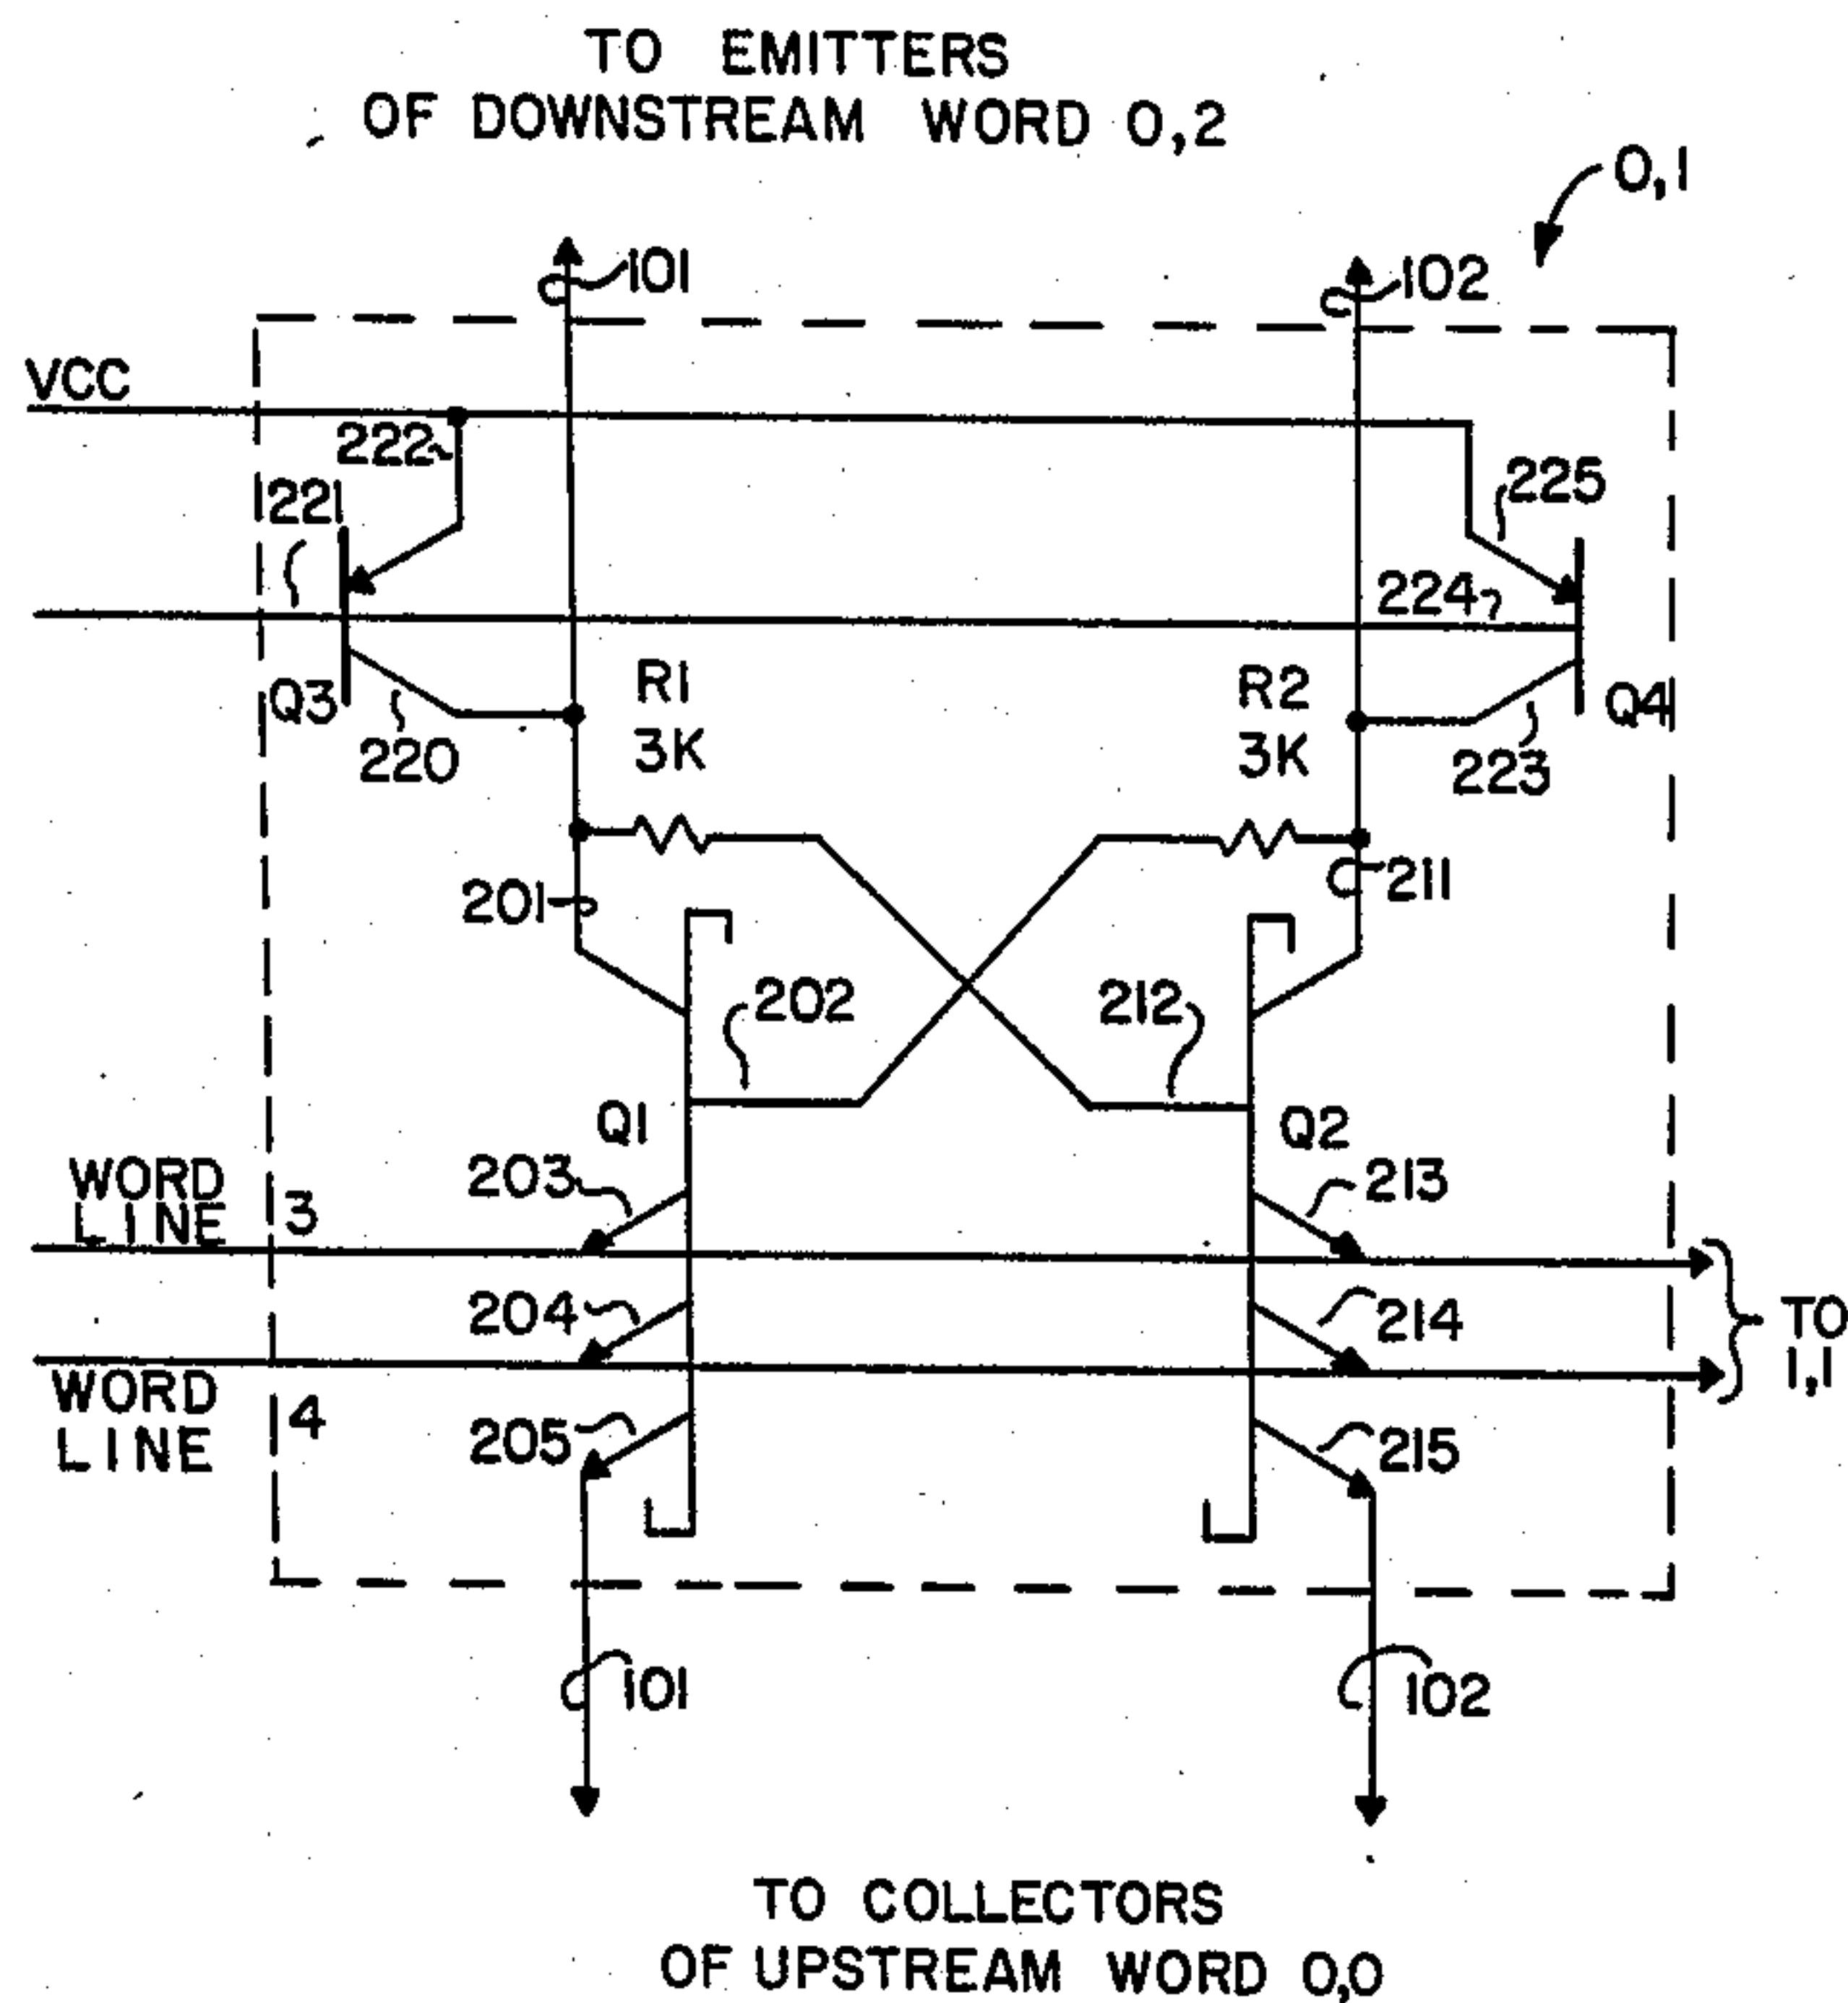 TO EMITTERS
OF DOWNSTREAM WORD 0,2
0,1
101
102
VCC
222
221
225
224
Q3
R1
R2
Q4
220
3K
3K
223
201
211
202
212
Q1
Q2
WORD
LINE
3
203
213
204
214
TO
1,1
WORD
LINE
4
205
215
101
102
TO COLLECTORS
OF UPSTREAM WORD 0,0